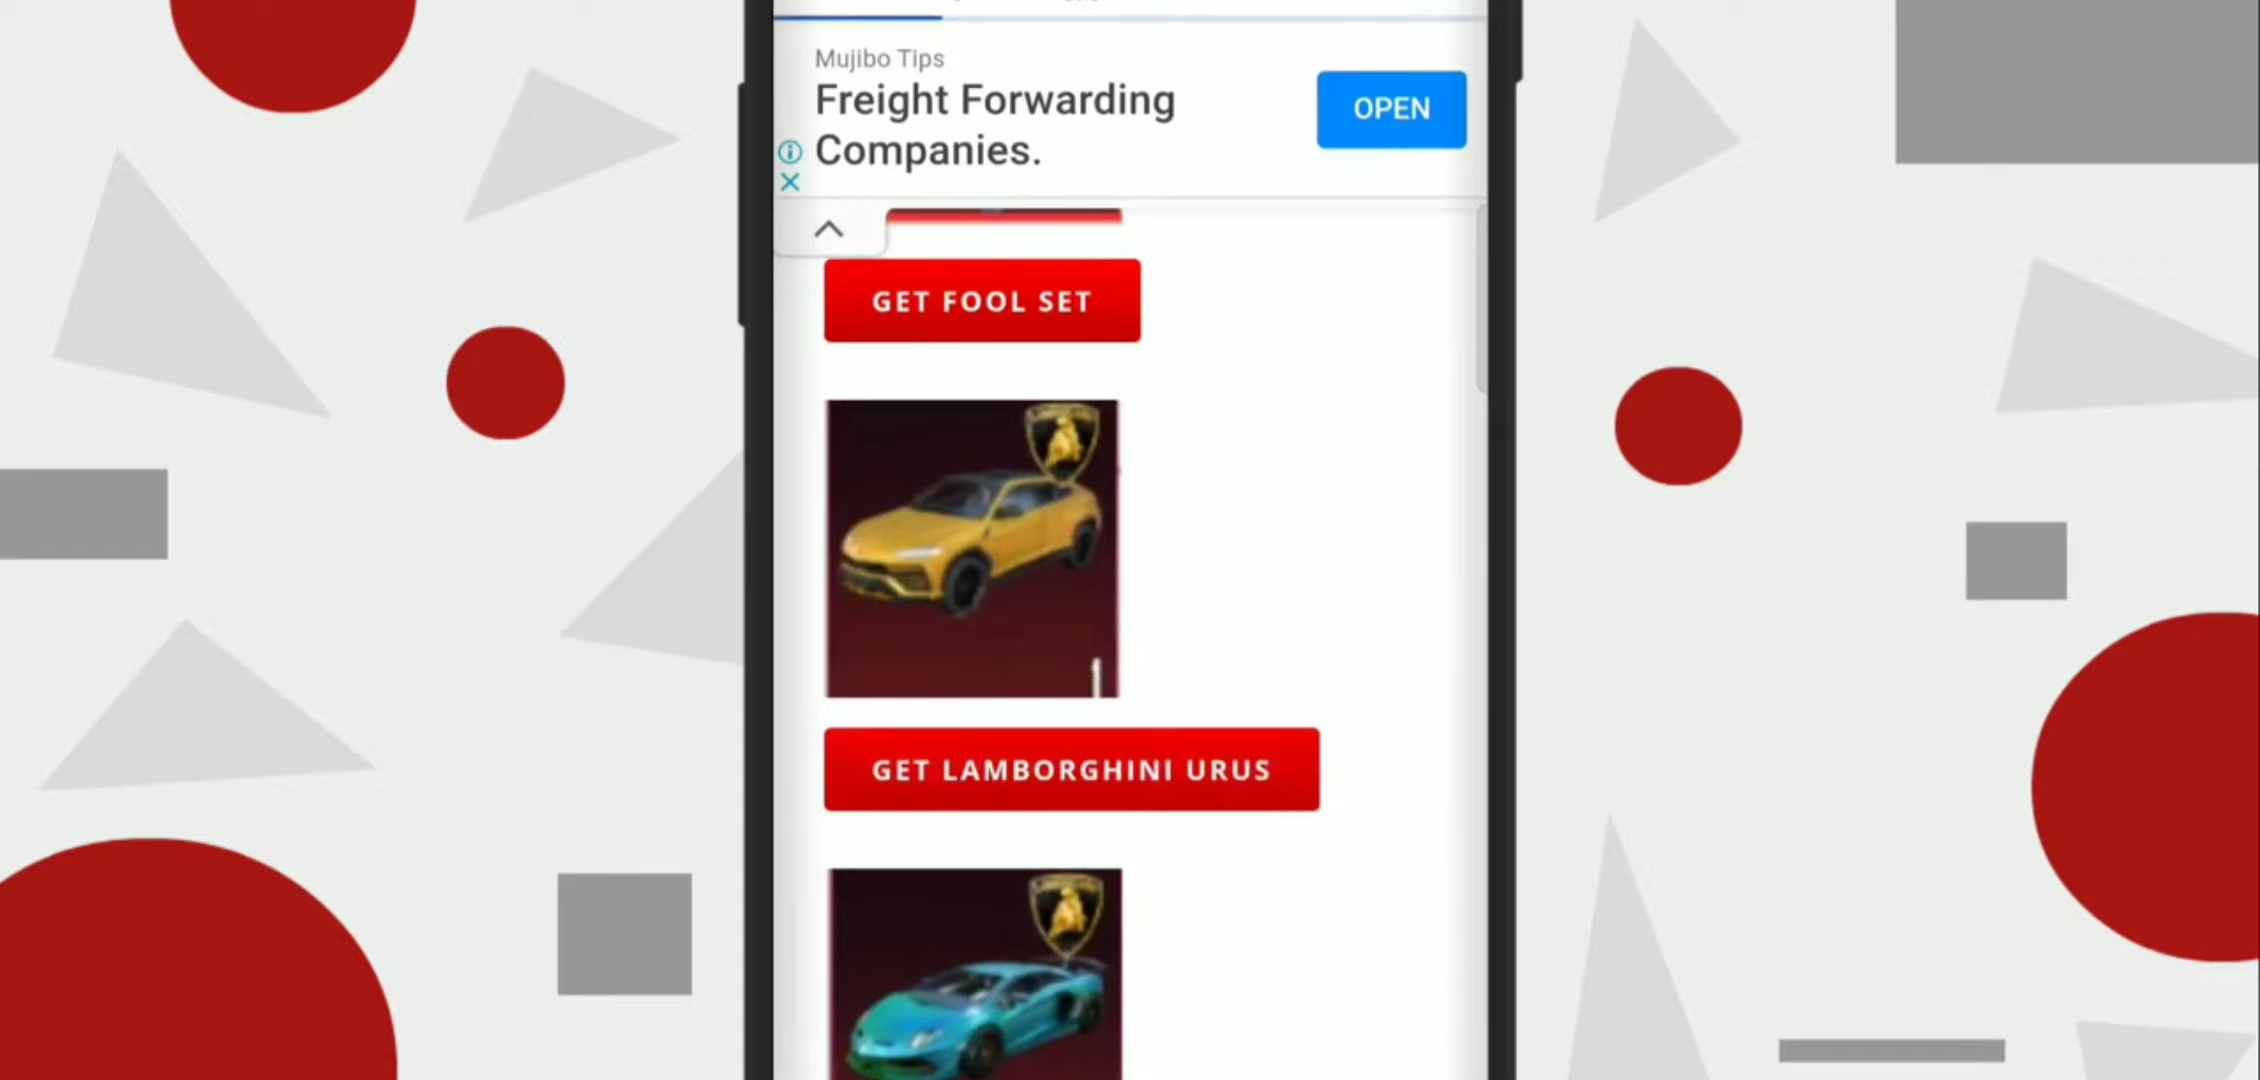 Mujibo Tips
Freight Forwarding
Companies.
OPEN
GET FOOL SET
GET LAMBORGHINI URUS